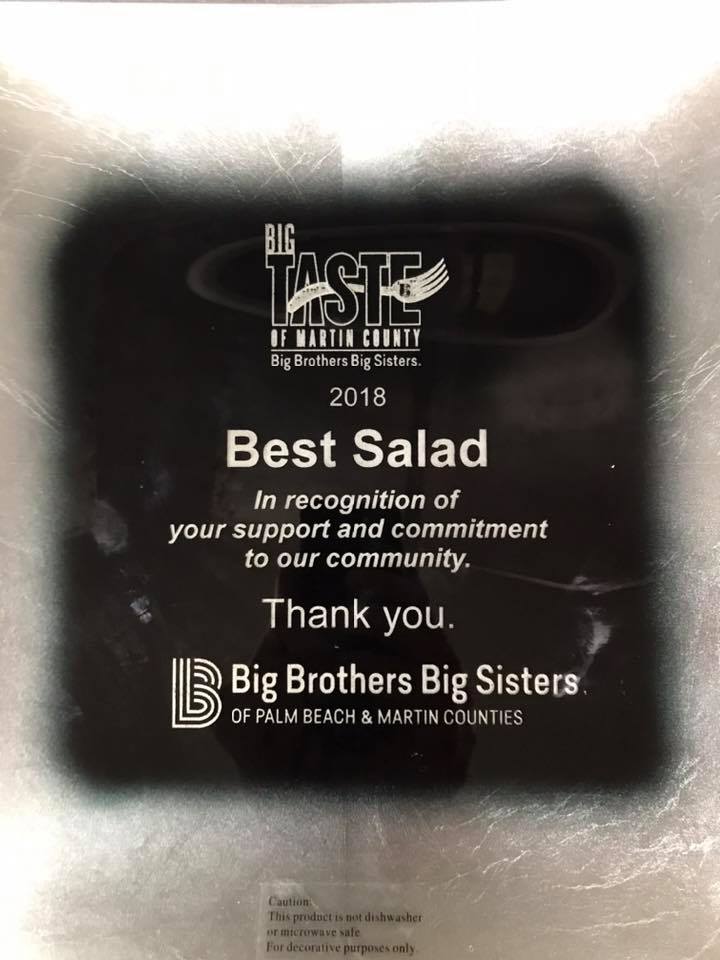 BIG
TASTE
OF MARTIN COUNTY
Big Brothers Big Sisters.
2018
Best Salad
In recognition of
your support and commitment
to our community.
Thank you.
Big Brothers Big Sisters.
OF PALM BEACH & MARTIN COUNTIES
Caution:
This product is not dishwasher
or microwave safe
For decorative purposes only.